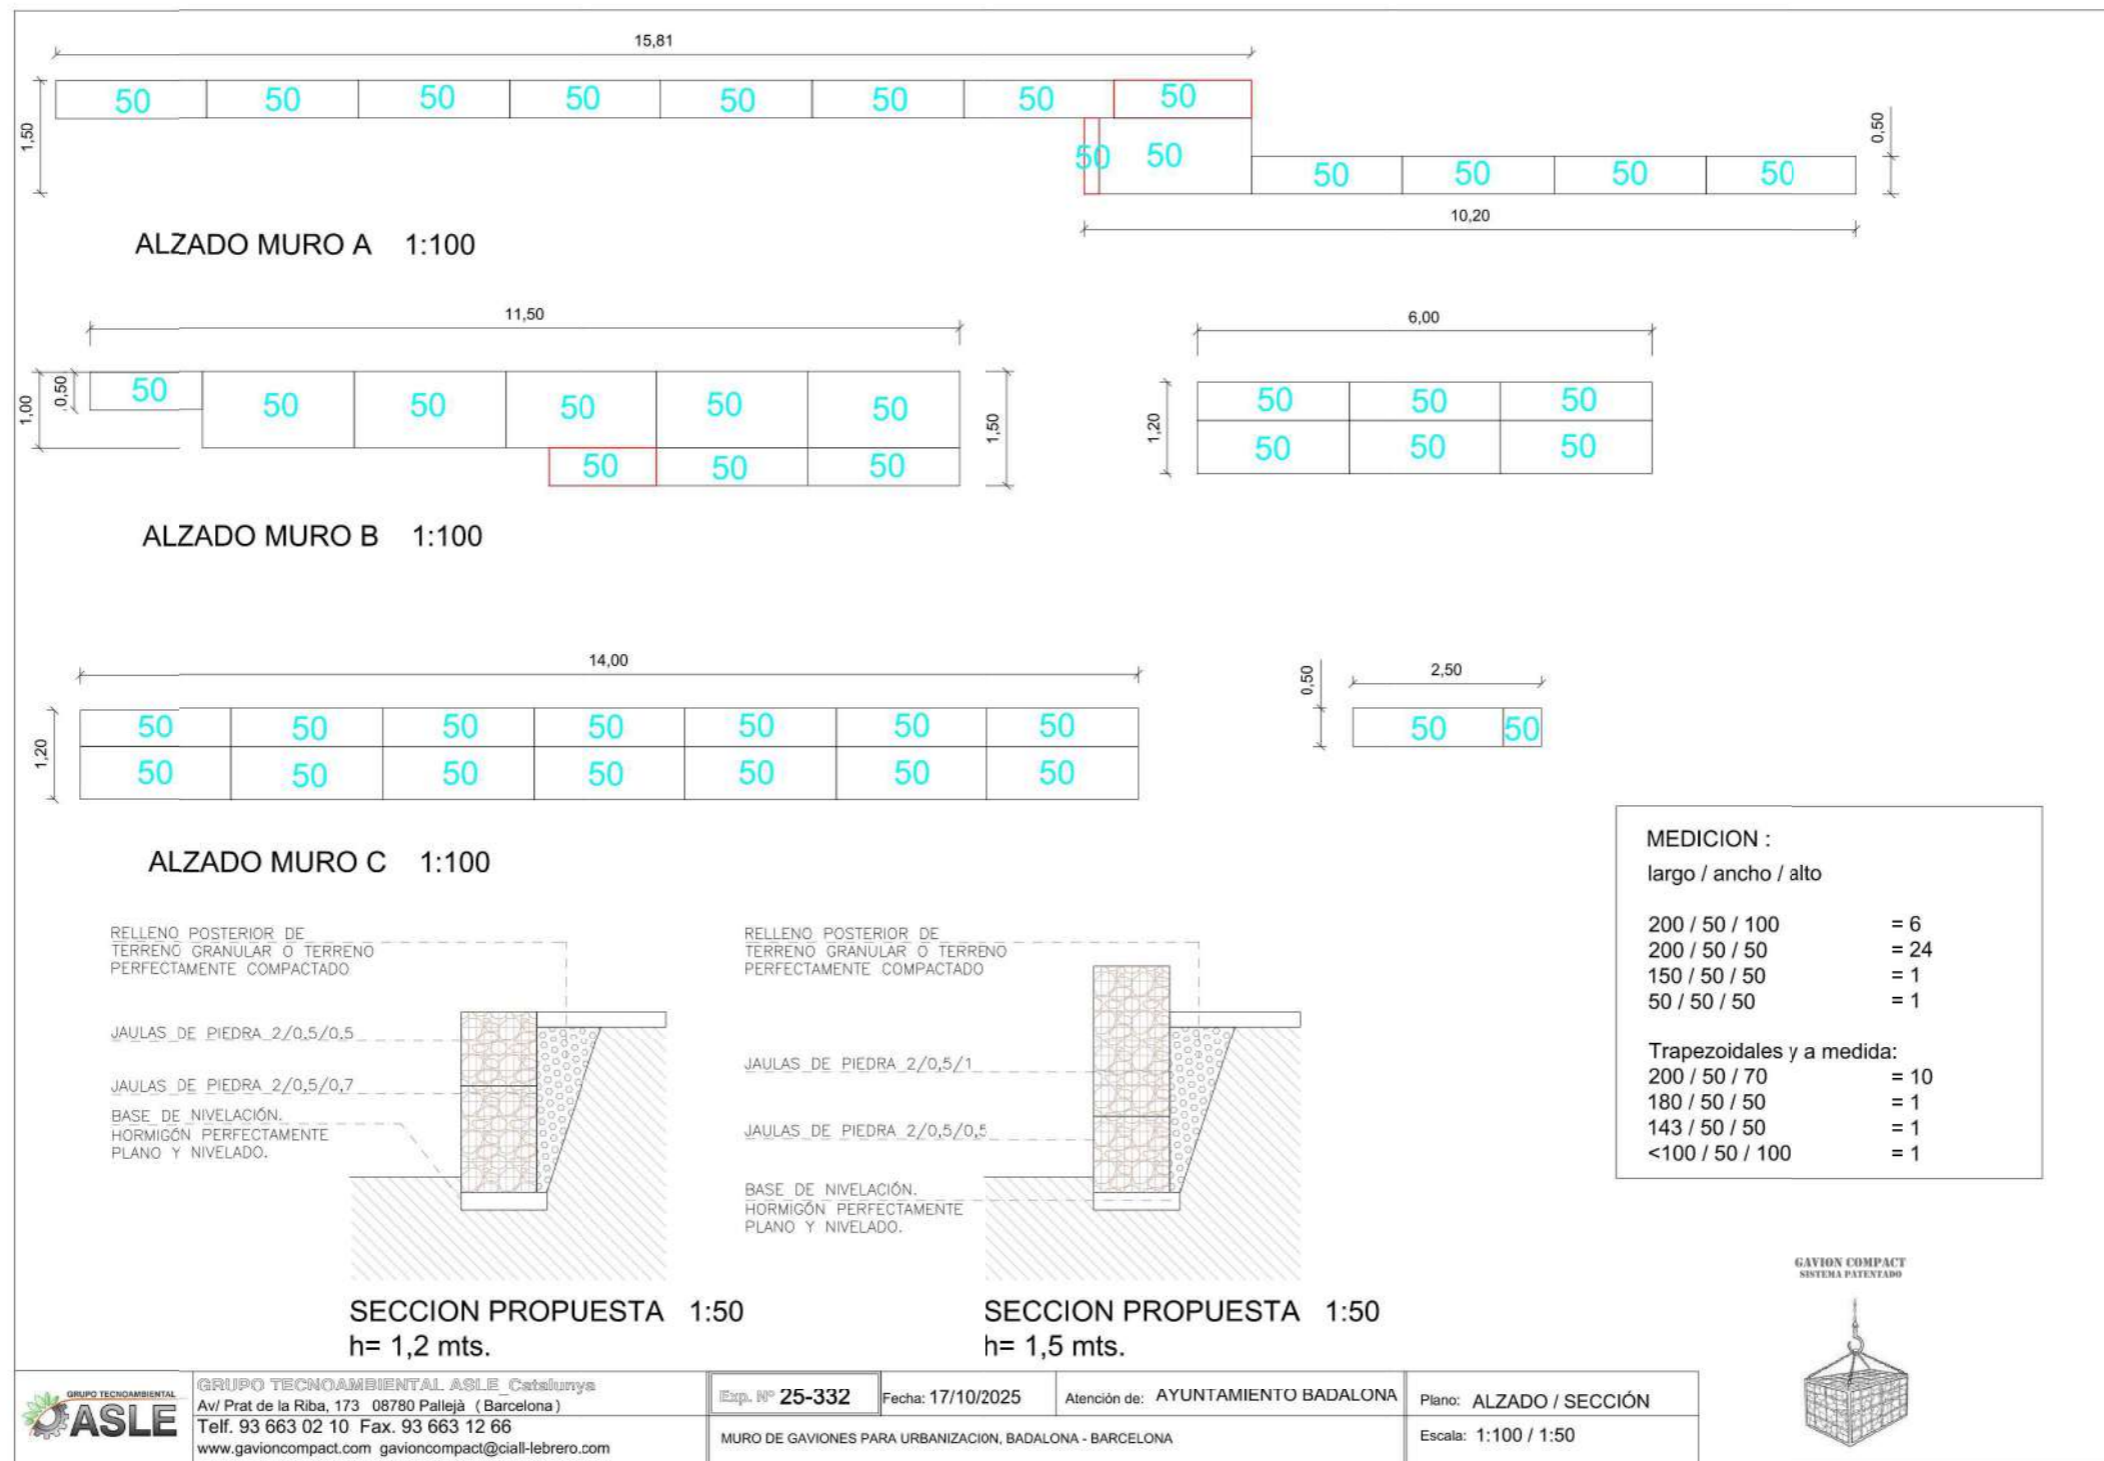 15,81
50 50 50 50 50 50 50 50
1,50
50 50
0,50
50 50 50 50
10,20
ALZADO MURO A 1:100
11,50
6,00
1,00
0,50
50 50 50 50 50 50
1,50
50 50 50
1,20
50 50 50
50 50 50
ALZADO MURO B 1:100
14,00
1,20
50 50 50 50 50 50 50
50 50 50 50 50 50 50
0,50
2,50
50 50
ALZADO MURO C 1:100
MEDICION :
largo / ancho / alto
200 / 50 / 100 = 6
200 / 50 / 50 = 24
150 / 50 / 50 = 1
50 / 50 / 50 = 1
Trapezoidales y a medida:
200 / 50 / 70 = 10
180 / 50 / 50 = 1
143 / 50 / 50 = 1
<100 / 50 / 100 = 1
RELLENO POSTERIOR DE
TERRENO GRANULAR O TERRENO
PERFECTAMENTE COMPACTADO
JAULAS DE PIEDRA 2/0,5/0,5
JAULAS DE PIEDRA 2/0,5/0,7
BASE DE NIVELACIÓN.
HORMIGÓN PERFECTAMENTE
PLANO Y NIVELADO.
SECCION PROPUESTA 1:50
h= 1,2 mts.
RELLENO POSTERIOR DE
TERRENO GRANULAR O TERRENO
PERFECTAMENTE COMPACTADO
JAULAS DE PIEDRA 2/0,5/1
JAULAS DE PIEDRA 2/0,5/0,5
BASE DE NIVELACIÓN.
HORMIGÓN PERFECTAMENTE
PLANO Y NIVELADO.
SECCION PROPUESTA 1:50
h= 1,5 mts.
GAVION COMPACT
SISTEMA PATENTADO
GRUPO TECNOAMBIENTAL
ASLE
GRUPO TECNOAMBIENTAL ASLE_Catalunya
Av/ Prat de la Riba, 173 08780 Pallejà ( Barcelona )
Telf. 93 663 02 10 Fax. 93 663 12 66
www.gavioncompact.com gavioncompact@ciall-lebrero.com
Exp. Nº 25-332
Fecha: 17/10/2025
Atención de: AYUNTAMIENTO BADALONA
MURO DE GAVIONES PARA URBANIZACI0N, BADALONA - BARCELONA
Plano: ALZADO / SECCIÓN
Escala: 1:100 / 1:50